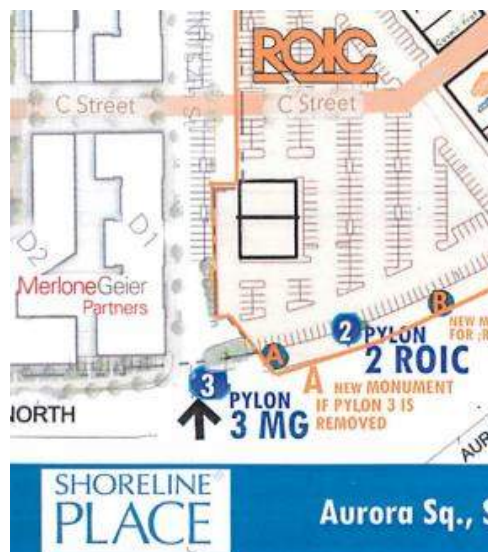 ROIC
C Street
C Street
D2
D1
MerloneGeier
Partners
B
2
PYLON
2 ROIC
NEW M
FOR
A
3
PYLON
3 MG
A NEW MONUMENT
IF PYLON 3 IS
REMOVED
NORTH
AUR
SHORELINE
PLACE
Aurora Sq., S